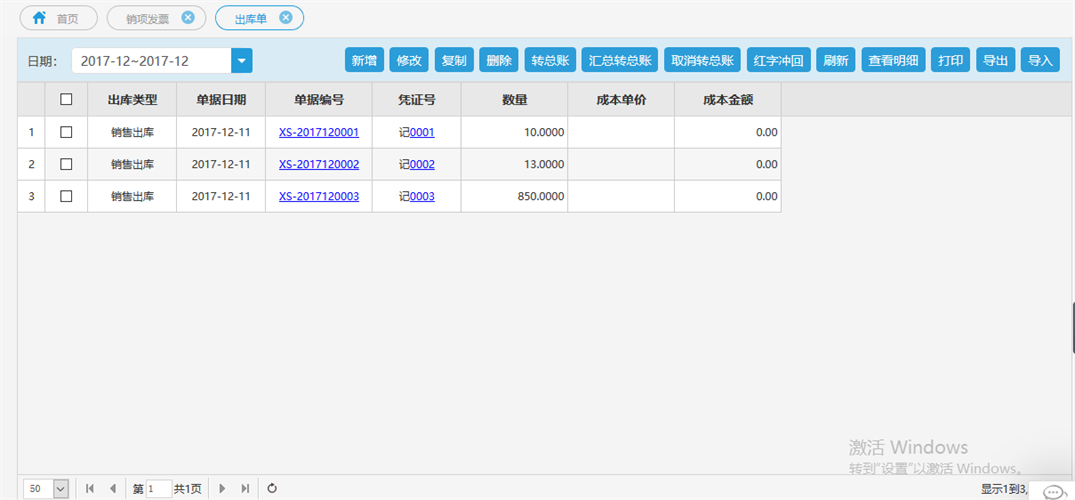 首页 销项发票 出库单
日期： 2017-12~2017-12 新增 修改 复制 删除 转总账 汇总转总账 取消转总账 红字冲回 刷新 查看明细 打印 导出 导入
出库类型 单据日期 单据编号 凭证号 数量 成本单价 成本金额
1 销售出库 2017-12-11 XS-2017120001 记0001 10.0000 0.00
2 销售出库 2017-12-11 XS-2017120002 记0002 13.0000 0.00
3 销售出库 2017-12-11 XS-2017120003 记0003 850.0000 0.00
激活 Windows
转到“设置”以激活 Windows。
50 第 1 共1页 显示1到3,